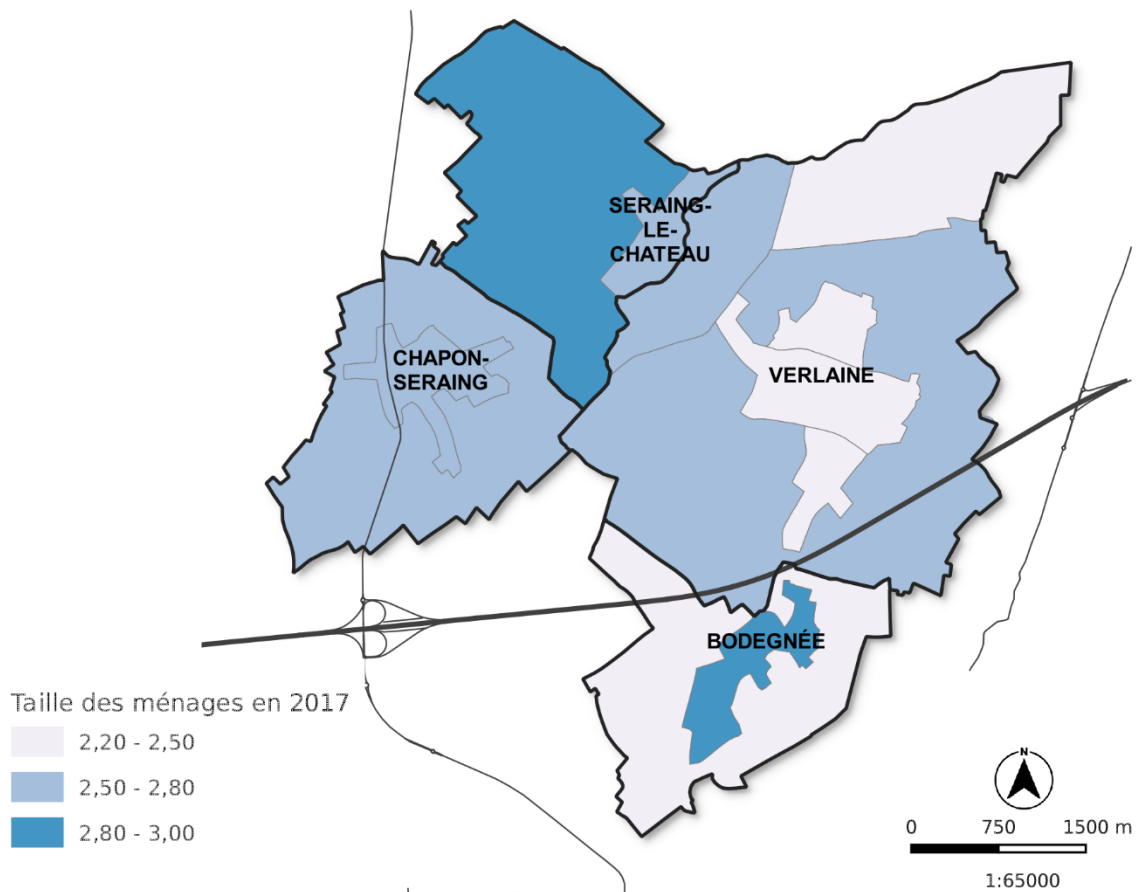 SERAING-
LE-
CHATEAU
CHAPON-
SERAING
VERLAINE
BODEGNÉE
Taille des ménages en 2017
2,20 - 2,50
2,50 - 2,80
2,80 - 3,00
N
0 750 1500 m
1:65000